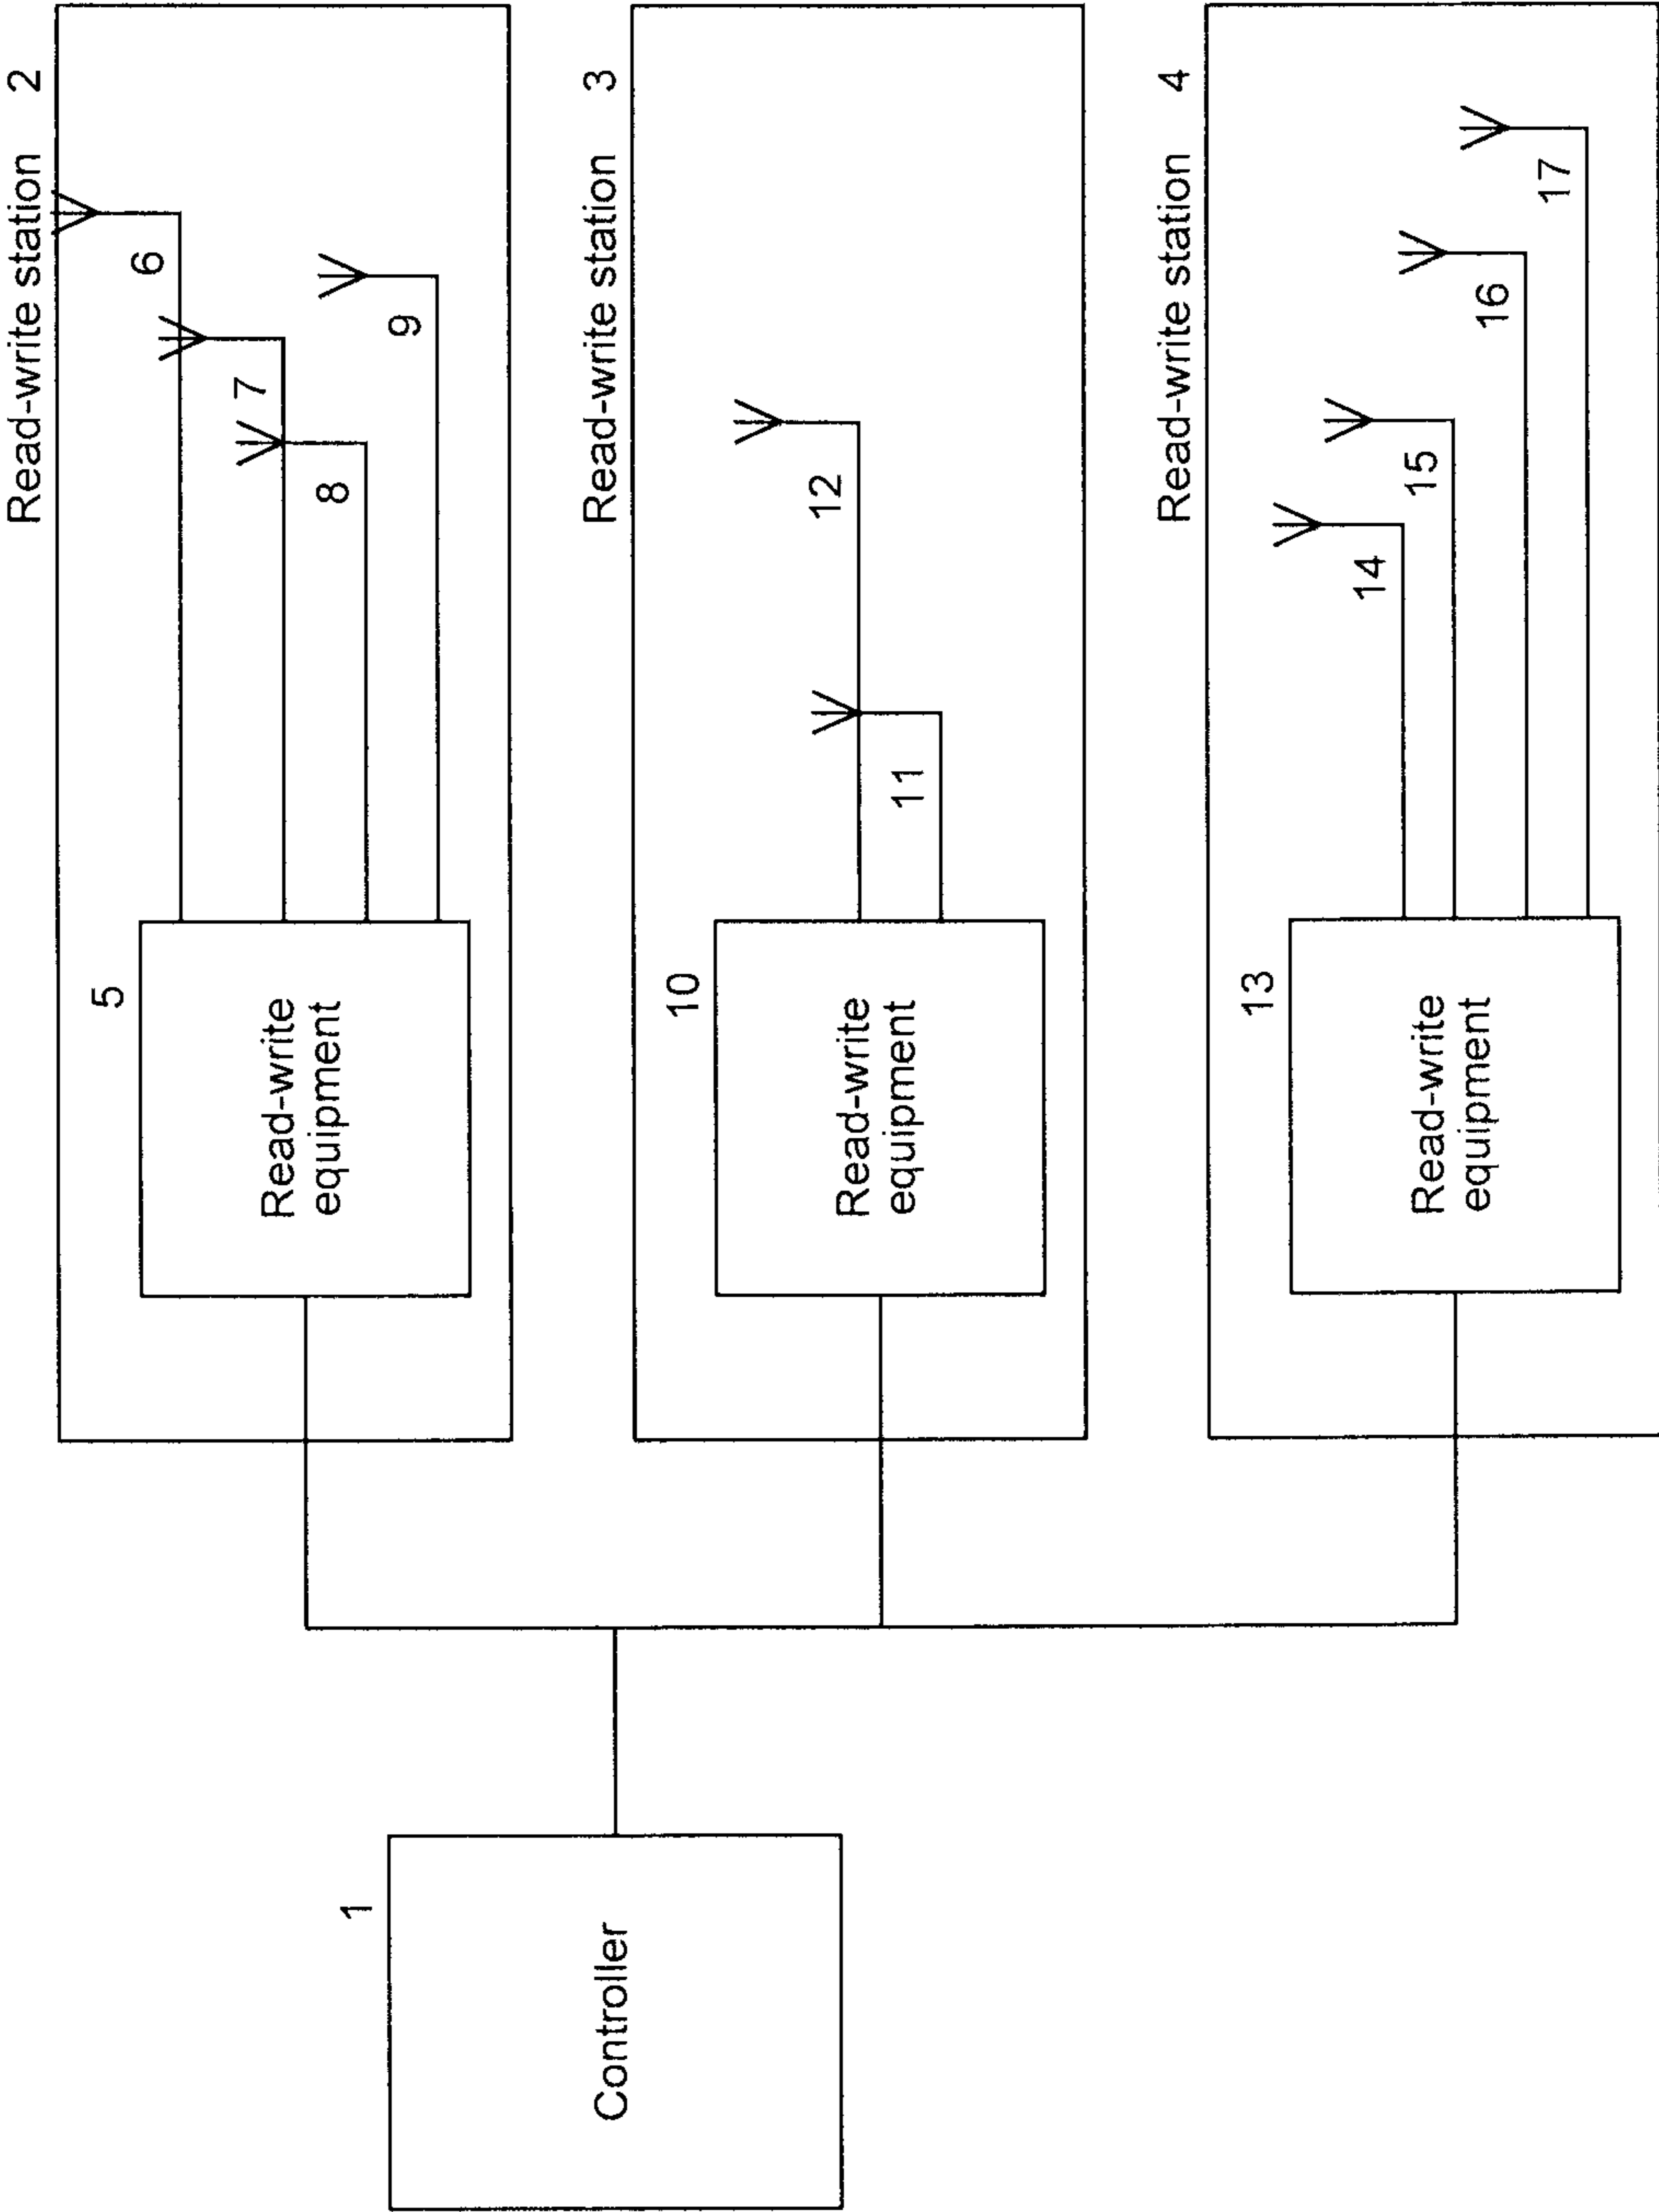 1
Controller
Read-write station 2
5
Read-write
equipment
6
7
8
9
Read-write station 3
10
Read-write
equipment
12
11
Read-write station 4
13
Read-write
equipment
14
15
16
17